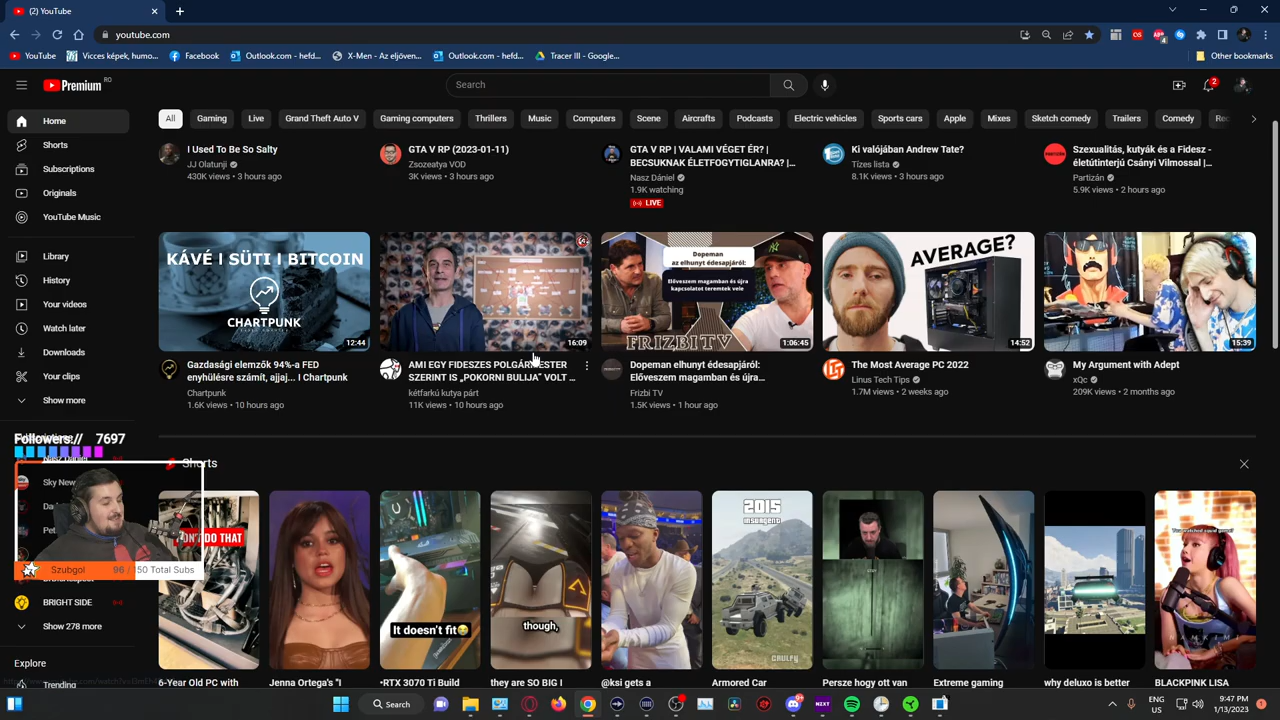 (2) YouTube
youtube.com
YouTube
Vicces képek, humo...
Facebook
Outlook.com - hefd...
X-Men - Az eljöven...
Outlook.com - hefd...
Tracer III - Google...
Other bookmarks
Premium RO
Search
2
Home
Shorts
Subscriptions
Originals
YouTube Music
Library
History
Your videos
Watch later
Downloads
Your clips
Show more
All
Gaming
Live
Grand Theft Auto V
Gaming computers
Thrillers
Music
Computers
Scene
Aircrafts
Podcasts
Electric vehicles
Sports cars
Apple
Mixes
Sketch comedy
Trailers
Comedy
I Used To Be So Salty
JJ Olatunji
430K views • 3 hours ago
GTA V RP (2023-01-11)
Zsozeatya VOD
3K views • 3 hours ago
GTA V RP | VALAMI VÉGET ÉR? |
BECSUKNAK ÉLETFOGYTIGLANRA? |...
Nasz Dániel
1.9K watching
LIVE
Ki valójában Andrew Tate?
Tízes lista
8.1K views • 3 hours ago
Szexualitás, kutyák és a Fidesz -
életútinterjú Csányi Vilmossal |...
Partizán
5.9K views • 2 hours ago
KÁVÉ I SÜTI I BITCOIN
CHARTPUNK
12:44
Gazdasági elemzők 94%-a FED
enyhülésre számít, ajjaj... I Chartpunk
Chartpunk
1.6K views • 10 hours ago
16:09
AMI EGY FIDESZES POLGÁRMESTER
SZERINT IS „POKORNI BULIJA” VOLT ...
kétfarkú kutya párt
11K views • 10 hours ago
Dopeman
az elhunyt édesapjáról:
Előveszem magamban és újra
kapcsolatot teremtek vele
FRIZBITV
1:06:45
Dopeman elhunyt édesapjáról:
Előveszem magamban és újra...
Frizbi TV
1.5K views • 1 hour ago
AVERAGE?
14:52
The Most Average PC 2022
Linus Tech Tips
1.7M views • 2 weeks ago
15:39
My Argument with Adept
xQc
209K views • 2 months ago
Followers// 7697
Sky New
Szubgol 96 / 150 Total Subs
BRIGHT SIDE
Show 278 more
Explore
Trending
Shorts
DON'T DO THAT
6-Year Old PC with
Jenna Ortega's "I
It doesn't fit
•RTX 3070 Ti Build
though,
they are SO BIG I
@ksi gets a
2015
INSURGENT
CRUIFY
Armored Car
Persze hogy ott van
Extreme gaming
why deluxo is better
NAMKIMI
BLACKPINK LISA
Search
ENG
US
9:47 PM
1/13/2023